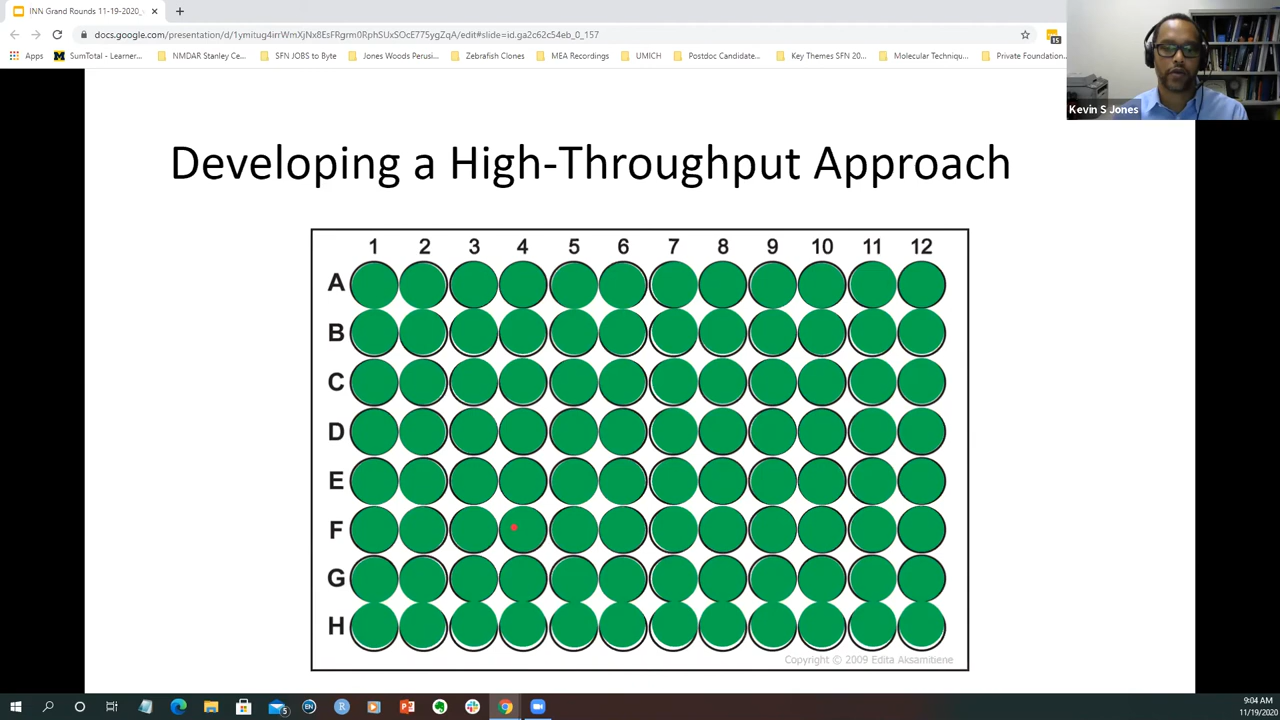 INN Grand Rounds 11-19-2020_
docs.google.com/presentation/d/1ymitug4irrWmXjNx8EsFRgrm0RphSUxSOcE77SygZqA/edit#slide=id.ga2c62c54eb_0_157
15
Apps
SumTotal - Learner...
NMDAR Stanley Ce...
SFN JOBS to Byte
Jones Woods Perusi...
Zebrafish Clones
MEA Recordings
UMICH
Postdoc Candidate...
Key Themes SFN 20...
Molecular Techniqu...
Private Foundation...
Kevin S Jones
Developing a High-Throughput Approach
1 2 3 4 5 6 7 8 9 10 11 12
A
B
C
D
E
F
G
H
Copyright © 2009 Edita Aksamitiene
9:04 AM
11/19/2020